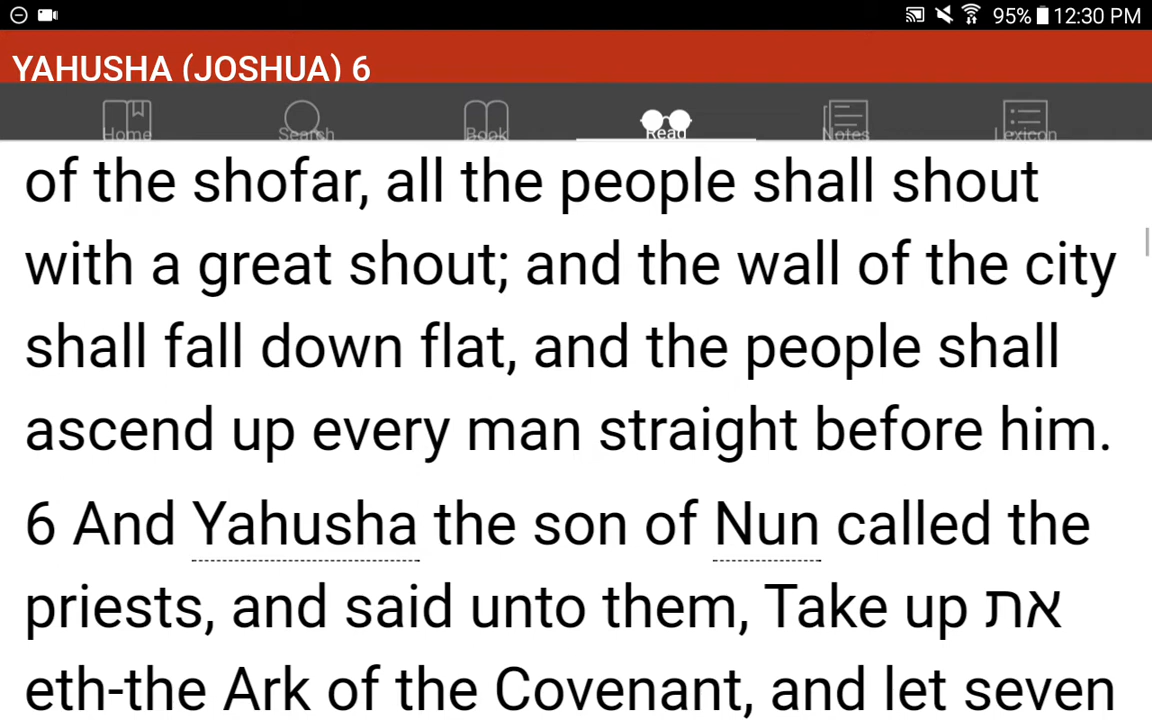 95% 12:30 PM
YAHUSHA (JOSHUA) 6
Home Search Book Read Notes Lexicon
of the shofar, all the people shall shout
with a great shout; and the wall of the city
shall fall down flat, and the people shall
ascend up every man straight before him.
6 And Yahusha the son of Nun called the
priests, and said unto them, Take up את
eth-the Ark of the Covenant, and let seven